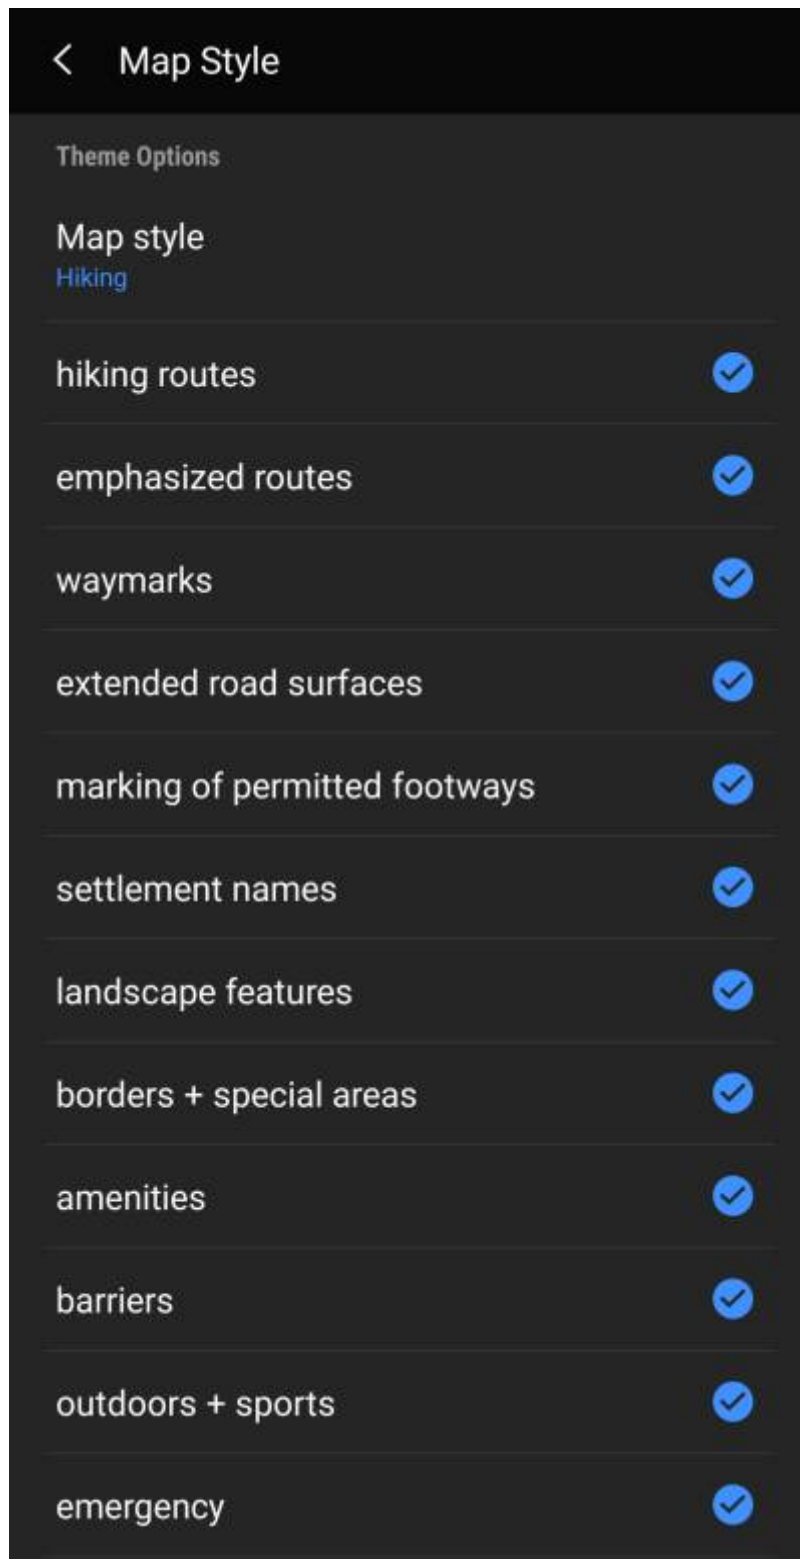 Map Style
Theme Options
Map style
Hiking
hiking routes
emphasized routes
waymarks
extended road surfaces
marking of permitted footways
settlement names
landscape features
borders + special areas
amenities
barriers
outdoors + sports
emergency